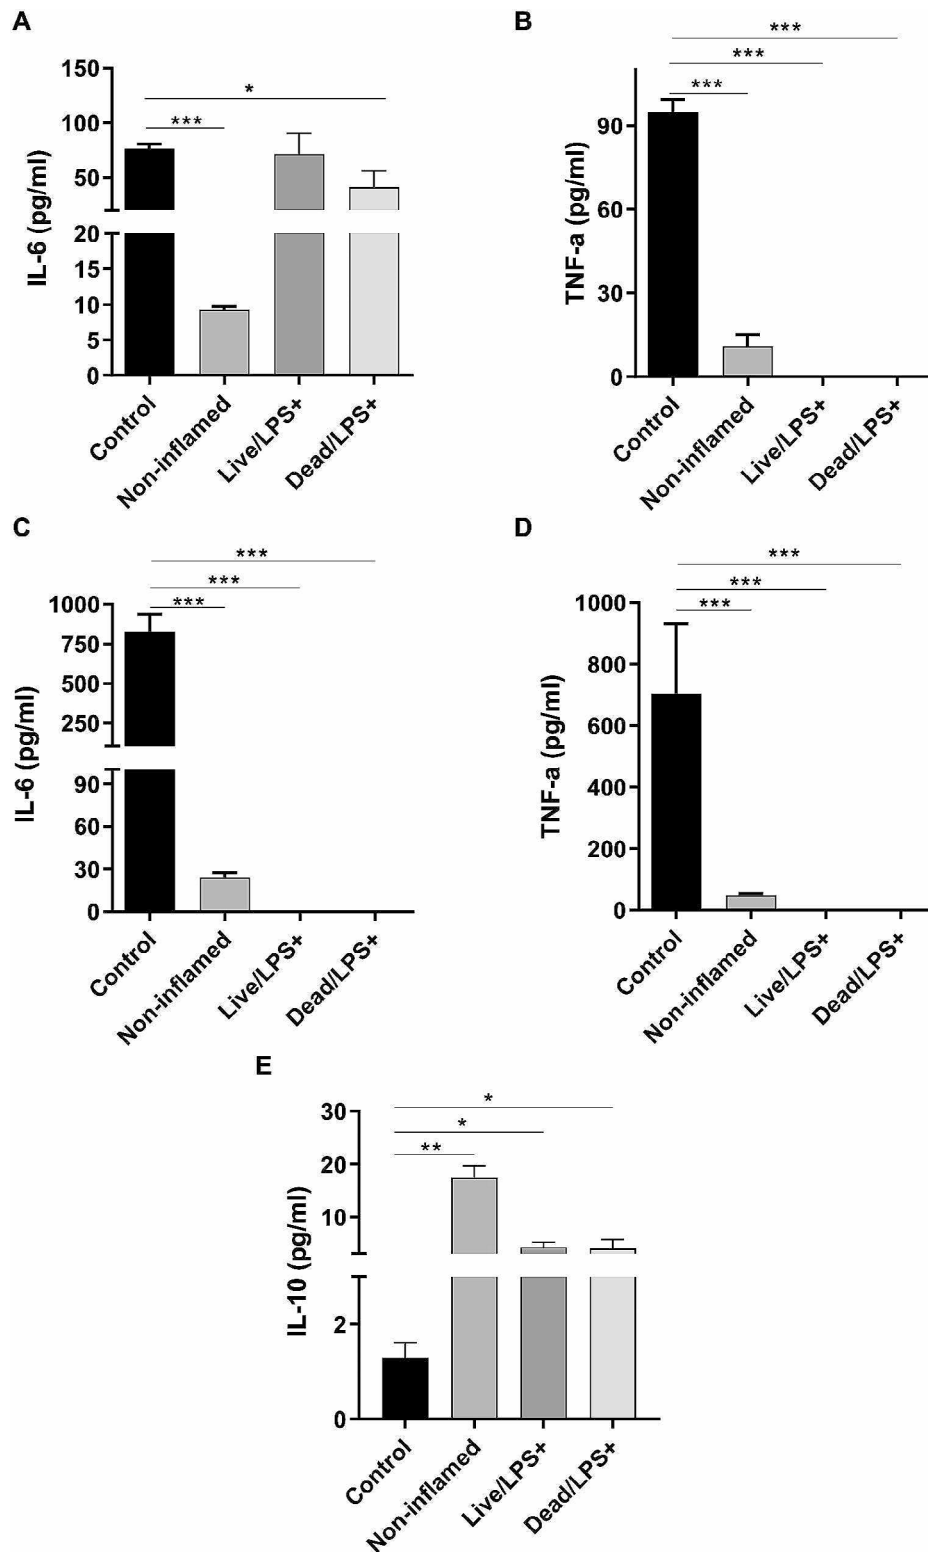 A
IL-6 (pg/ml)
150
100
50
20
15
10
5
0
*
***
Control
Non-inflamed
Live/LPS+
Dead/LPS+
B
TNF-a (pg/ml)
90
60
30
0
***
***
***
Control
Non-inflamed
Live/LPS+
Dead/LPS+
C
IL-6 (pg/ml)
1000
750
500
250
90
60
30
0
***
***
***
Control
Non-inflamed
Live/LPS+
Dead/LPS+
D
TNF-a (pg/ml)
1000
800
600
400
200
0
***
***
***
Control
Non-inflamed
Live/LPS+
Dead/LPS+
E
IL-10 (pg/ml)
30
20
10
2
0
*
*
**
Control
Non-inflamed
Live/LPS+
Dead/LPS+